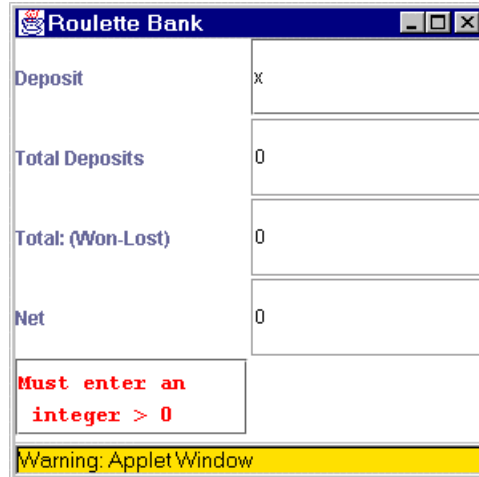 Roulette Bank
Deposit x
Total Deposits 0
Total: (Won-Lost) 0
Net 0
Must enter an
integer > 0
Warning: Applet Window